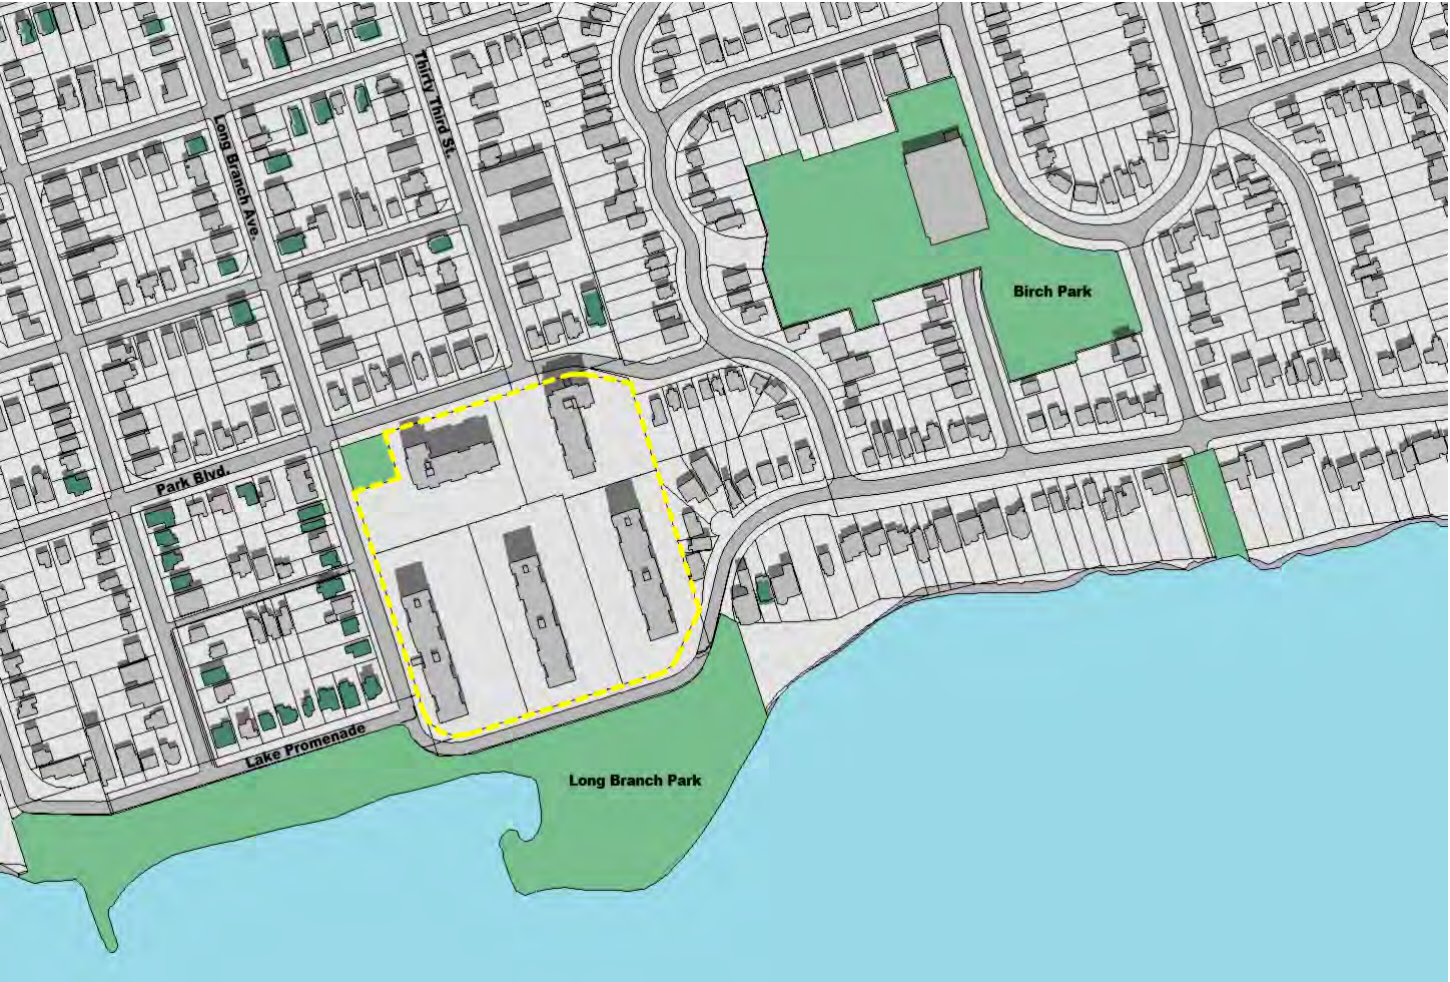 Thirty Third St.
Long Branch Ave.
Birch Park
Park Blvd.
Lake Promenade
Long Branch Park